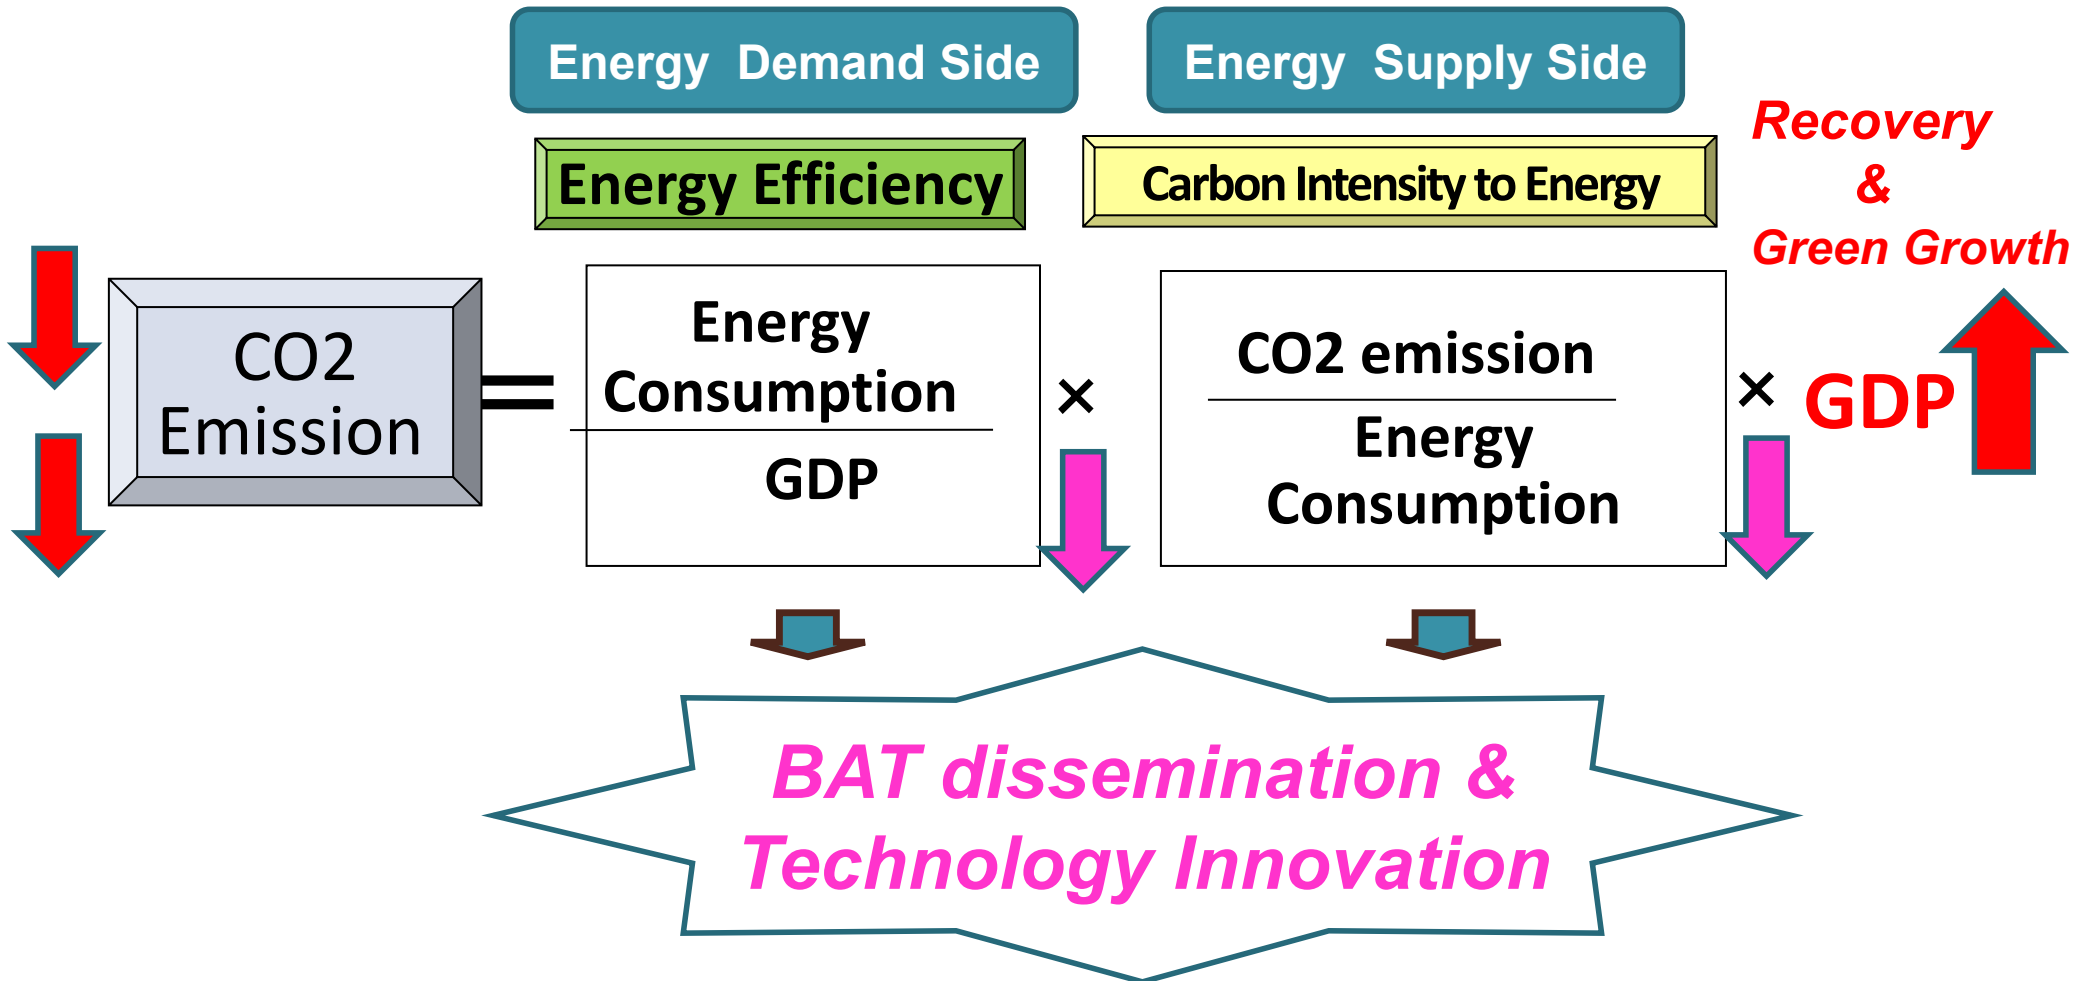 Energy Demand Side
Energy Supply Side
Energy Efficiency
Carbon Intensity to Energy
Recovery
&
Green Growth
CO2
Emission
=
Energy
Consumption
GDP
×
CO2 emission
Energy
Consumption
×
GDP
BAT dissemination &
Technology Innovation